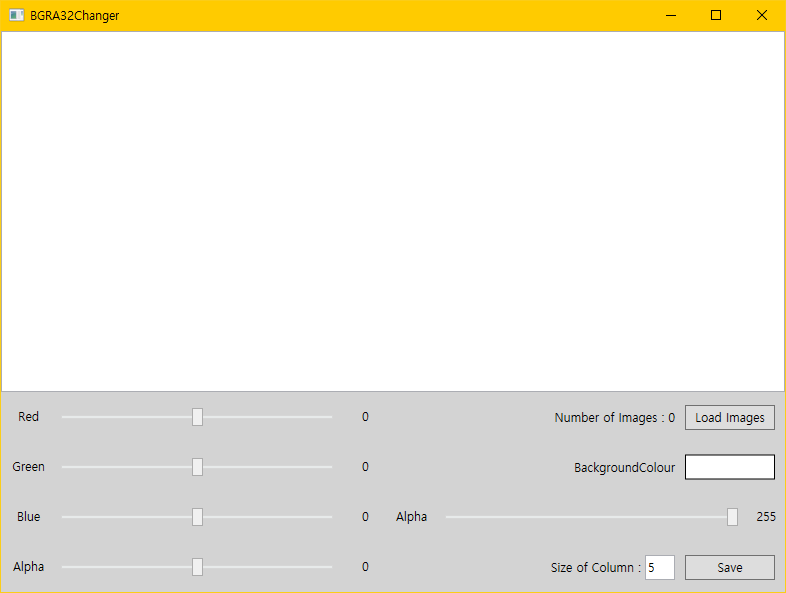 BGRA32Changer
Red 0 Number of Images : 0 Load Images
Green 0 BackgroundColour
Blue 0 Alpha 255
Alpha 0 Size of Column : 5 Save